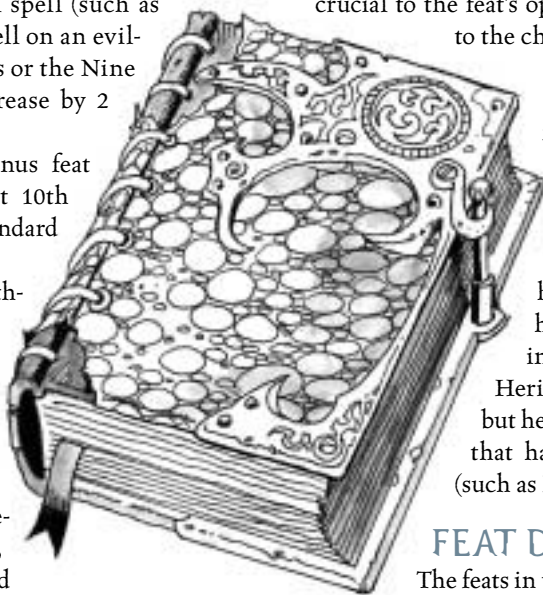 spell (such as
ell on an evil-
s or the Nine
rease by 2
nus feat
t 10th
ndard
th-
e-
d
crucial to the feat's op
to the ch
h
h
in
Heri
but he
that ha
(such as
FEAT D
The feats in